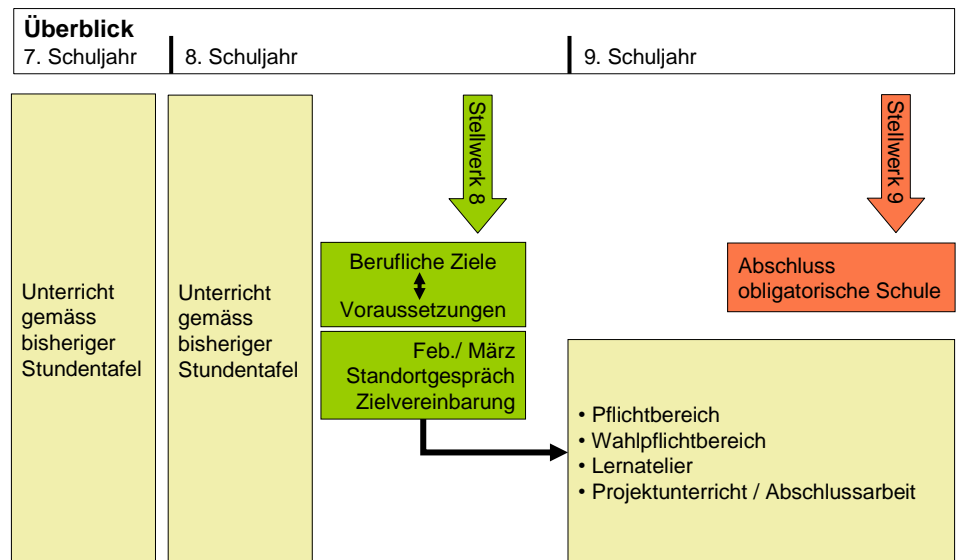 Überblick
7. Schuljahr
8. Schuljahr
9. Schuljahr
Stellwerk 8
Stellwerk 9
Unterricht
gemäss
bisheriger
Stundentafel
Unterricht
gemäss
bisheriger
Stundentafel
Berufliche Ziele
Voraussetzungen
Feb./ März
Standortgespräch
Zielvereinbarung
Abschluss
obligatorische Schule
• Pflichtbereich
• Wahlpflichtbereich
• Lernatelier
• Projektunterricht / Abschlussarbeit